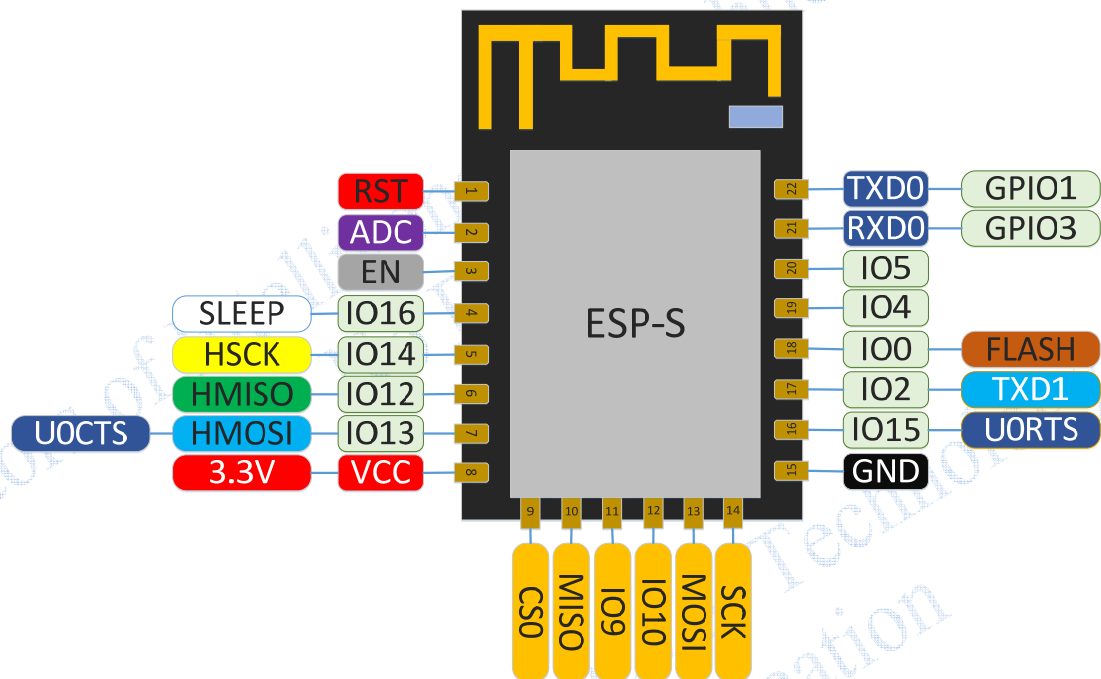 RST 1
ADC 2
EN 3
SLEEP IO16 4
HSCK IO14 5
HMISO IO12 6
U0CTS HMOSI IO13 7
3.3V VCC 8
ESP-S
22 TXD0 GPIO1
21 RXD0 GPIO3
20 IO5
19 IO4
18 IO0 FLASH
17 IO2 TXD1
16 IO15 U0RTS
15 GND
9 10 11 12 13 14
CS0
MISO
IO9
IO10
MOSI
SCK